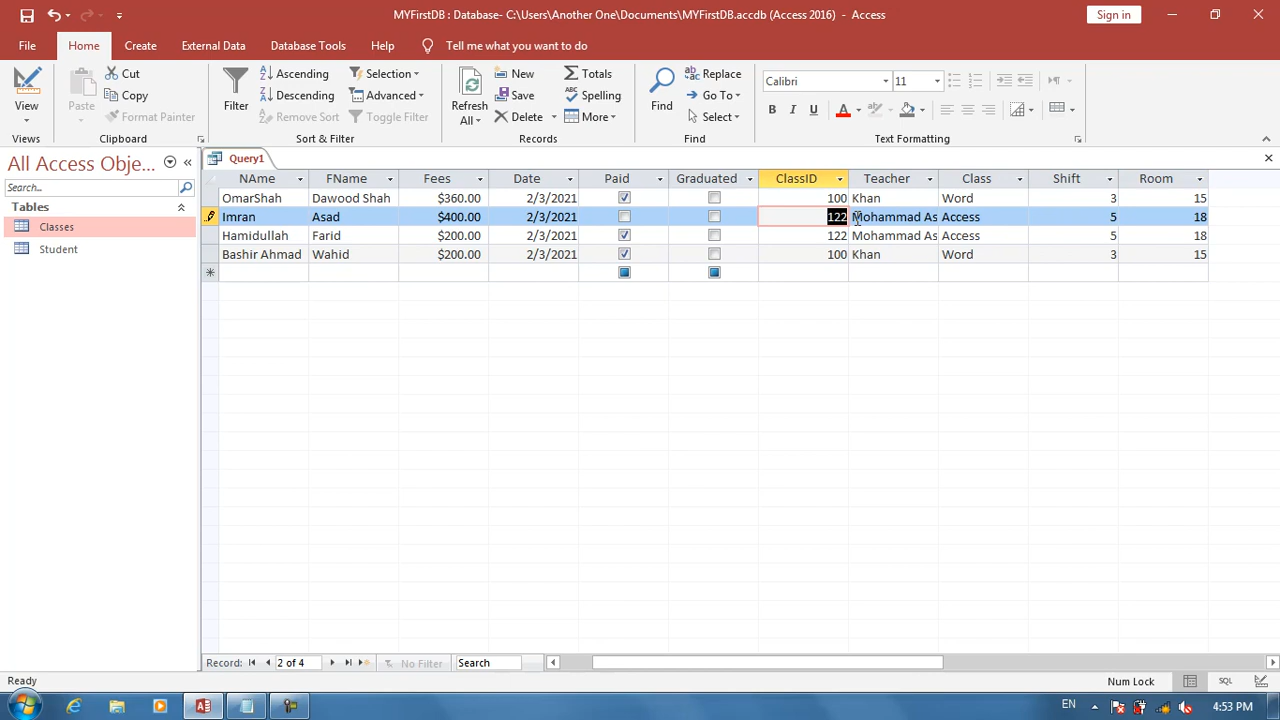 MYFirstDB : Database- C:\Users\Another One\Documents\MYFirstDB.accdb (Access 2016) - Access
Sign in
File Home Create External Data Database Tools Help Tell me what you want to do
View
Views
Paste
Cut
Copy
Format Painter
Clipboard
Filter
Ascending
Descending
Remove Sort
Selection
Advanced
Toggle Filter
Sort & Filter
Refresh All
New
Save
Delete
Totals
Spelling
More
Records
Find
Replace
Go To
Select
Find
Calibri 11
B I U A
Text Formatting
All Access Obje...
Search...
Tables
Classes
Student
Query1
NAme FName Fees Date Paid Graduated ClassID Teacher Class Shift Room
OmarShah Dawood Shah $360.00 2/3/2021 100 Khan Word 3 15
Imran Asad $400.00 2/3/2021 122 Mohammad As Access 5 18
Hamidullah Farid $200.00 2/3/2021 122 Mohammad As Access 5 18
Bashir Ahmad Wahid $200.00 2/3/2021 100 Khan Word 3 15
Record: 2 of 4 No Filter Search
Ready
Num Lock SQL
EN 4:53 PM